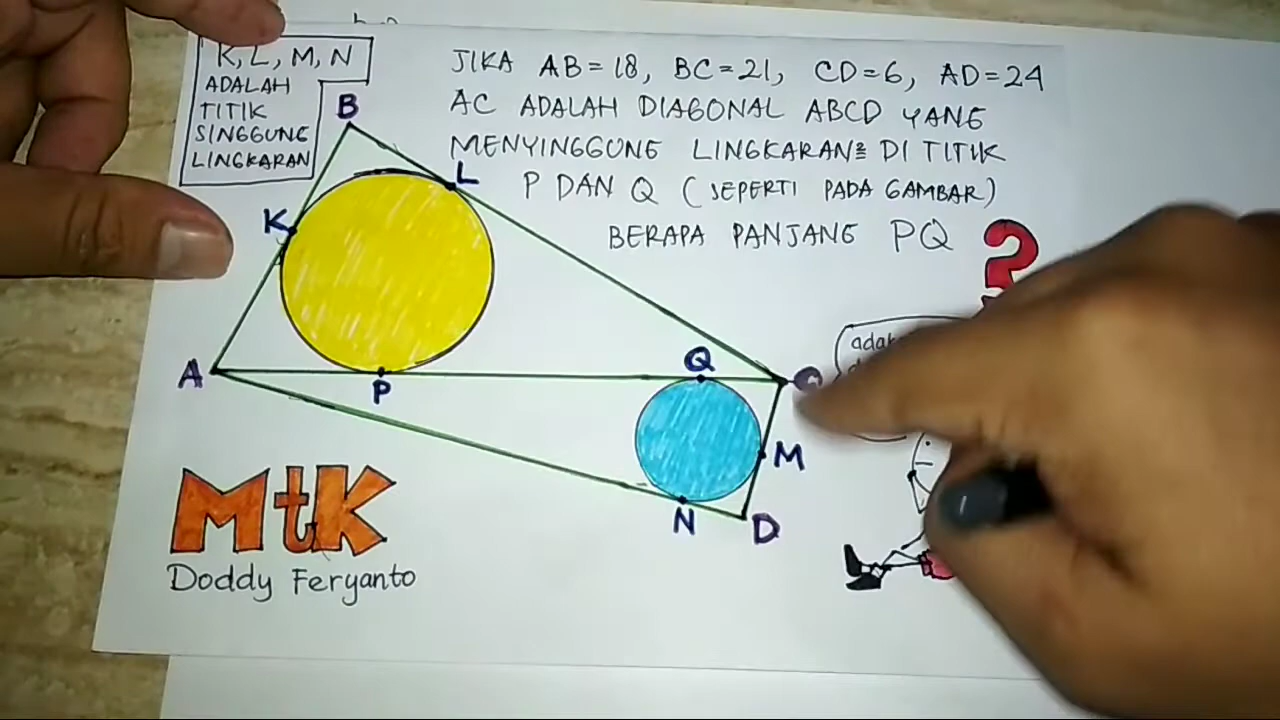 K, L, M, N
ADALAH
TITIK
SINGGUNG
LINGKARAN
JIKA AB = 18, BC = 21, CD = 6, AD = 24
AC ADALAH DIAGONAL ABCD YANG
MENYINGGUNG LINGKARAN² DI TITIK
P DAN Q (SEPERTI PADA GAMBAR)
BERAPA PANJANG PQ
?
B
L
K
A
P
Q
M
N
D
MtK
Doddy Feryanto